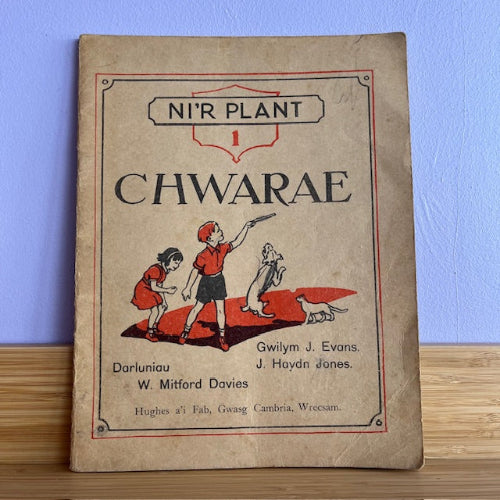 NI'R PLANT
1
CHWARAE
Gwilym J. Evans.
J. Haydn Jones.
Darluniau
W. Mitford Davies
Hughes a'i Fab, Gwasg Cambria, Wrecsam.